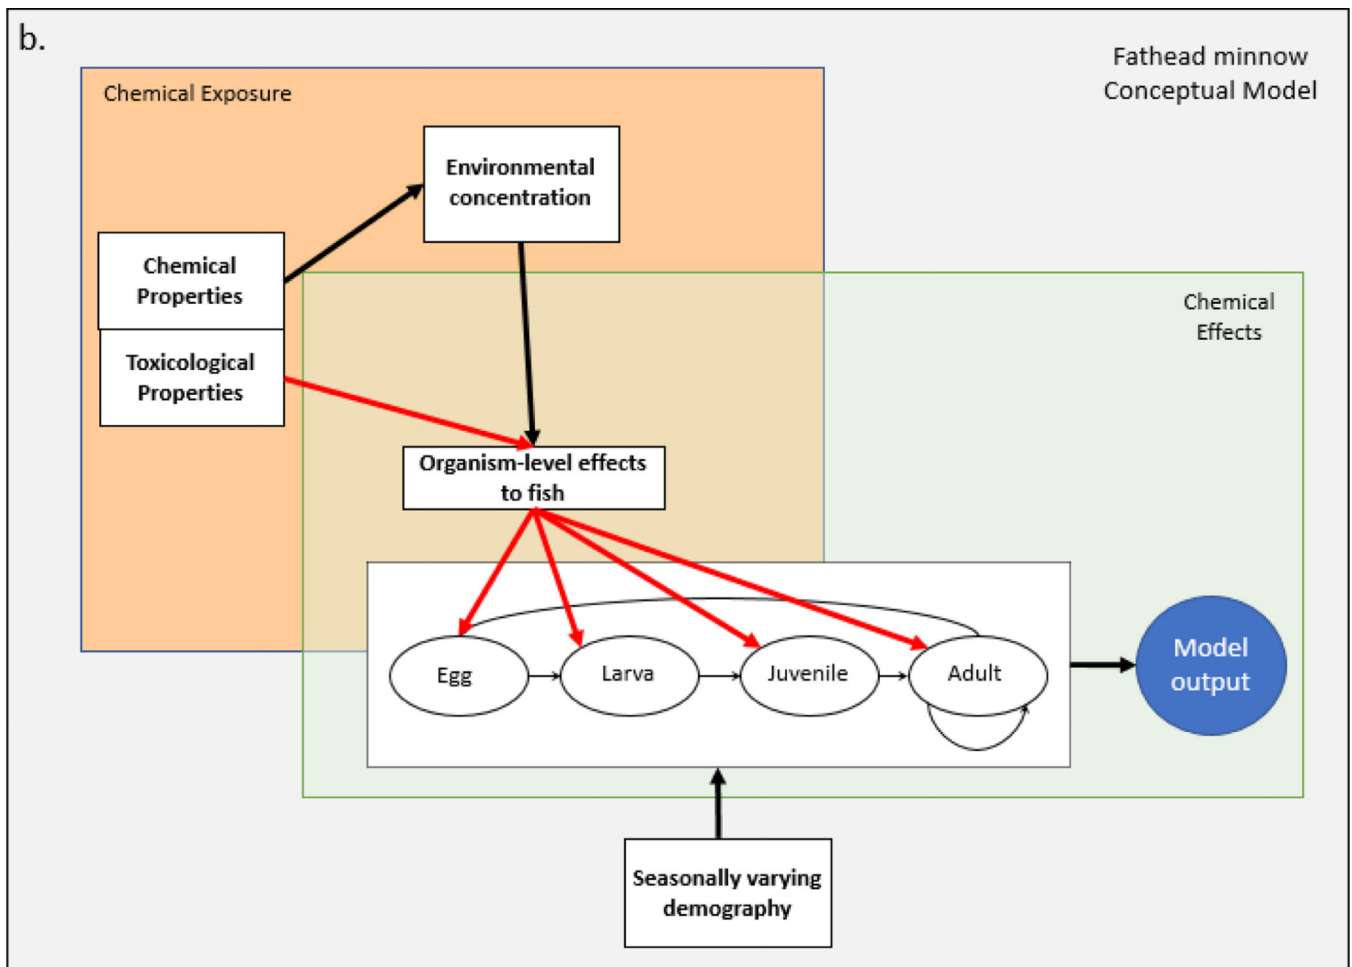 b.
Fathead minnow
Conceptual Model
Chemical Exposure
Environmental
concentration
Chemical
Properties
Toxicological
Properties
Chemical
Effects
Organism-level effects
to fish
Egg
Larva
Juvenile
Adult
Model
output
Seasonally varying
demography